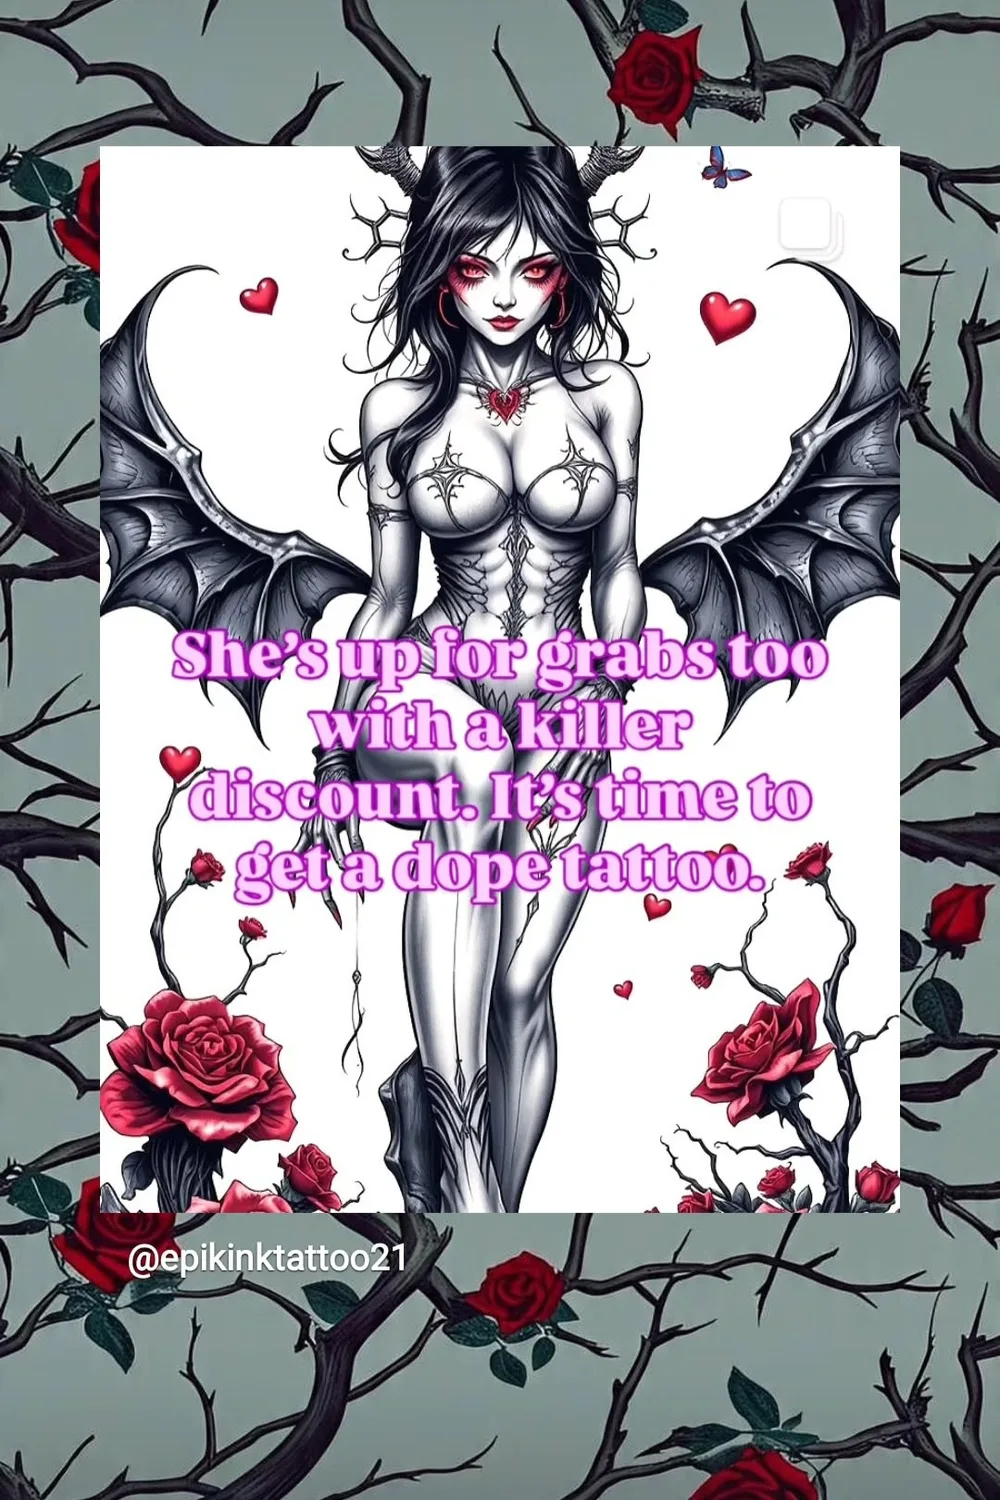 She's up for grabs too
with a killer
discount. It's time to
get a dope tattoo.
@epikinktattoo21